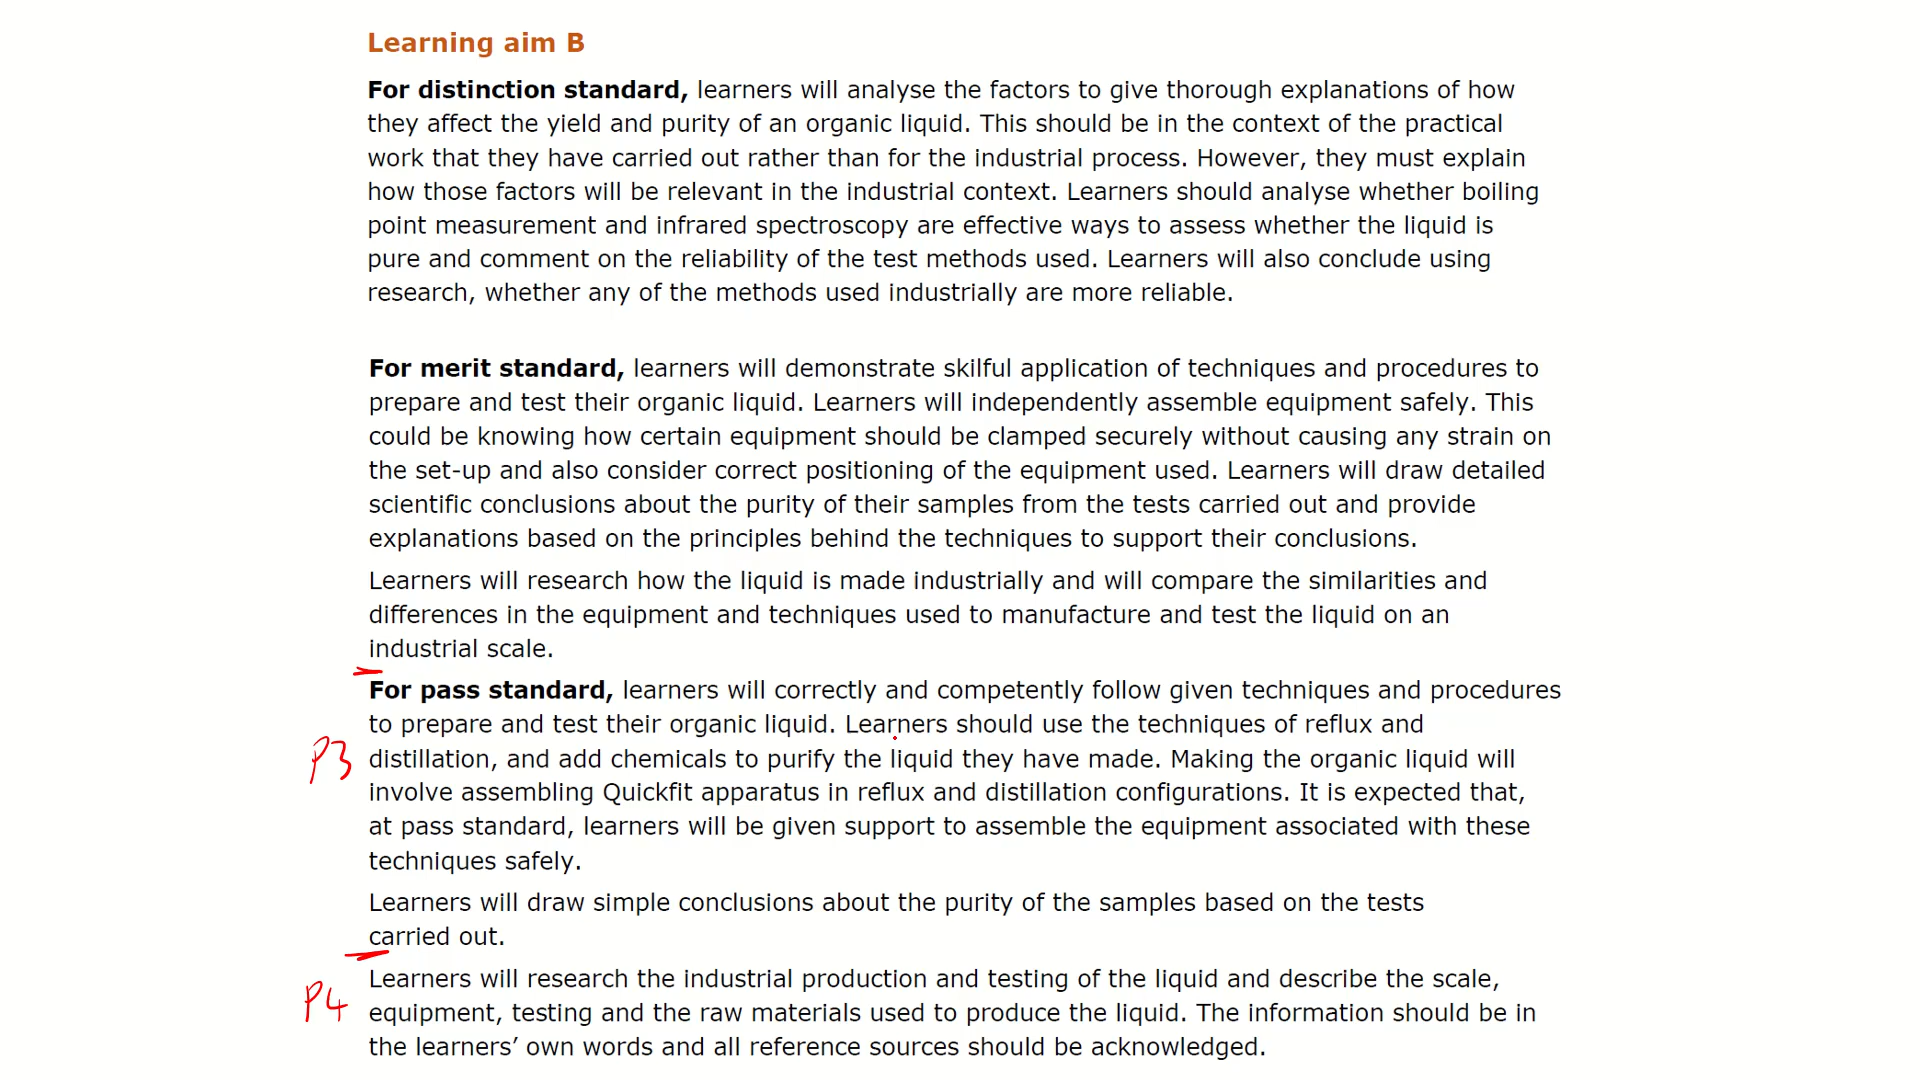 Learning aim B
For distinction standard, learners will analyse the factors to give thorough explanations of how
they affect the yield and purity of an organic liquid. This should be in the context of the practical
work that they have carried out rather than for the industrial process. However, they must explain
how those factors will be relevant in the industrial context. Learners should analyse whether boiling
point measurement and infrared spectroscopy are effective ways to assess whether the liquid is
pure and comment on the reliability of the test methods used. Learners will also conclude using
research, whether any of the methods used industrially are more reliable.
For merit standard, learners will demonstrate skilful application of techniques and procedures to
prepare and test their organic liquid. Learners will independently assemble equipment safely. This
could be knowing how certain equipment should be clamped securely without causing any strain on
the set-up and also consider correct positioning of the equipment used. Learners will draw detailed
scientific conclusions about the purity of their samples from the tests carried out and provide
explanations based on the principles behind the techniques to support their conclusions.
Learners will research how the liquid is made industrially and will compare the similarities and
differences in the equipment and techniques used to manufacture and test the liquid on an
industrial scale.
For pass standard, learners will correctly and competently follow given techniques and procedures
to prepare and test their organic liquid. Learners should use the techniques of reflux and
P3
distillation, and add chemicals to purify the liquid they have made. Making the organic liquid will
involve assembling Quickfit apparatus in reflux and distillation configurations. It is expected that,
at pass standard, learners will be given support to assemble the equipment associated with these
techniques safely.
Learners will draw simple conclusions about the purity of the samples based on the tests
carried out.
Learners will research the industrial production and testing of the liquid and describe the scale,
P4
equipment, testing and the raw materials used to produce the liquid. The information should be in
the learners’ own words and all reference sources should be acknowledged.